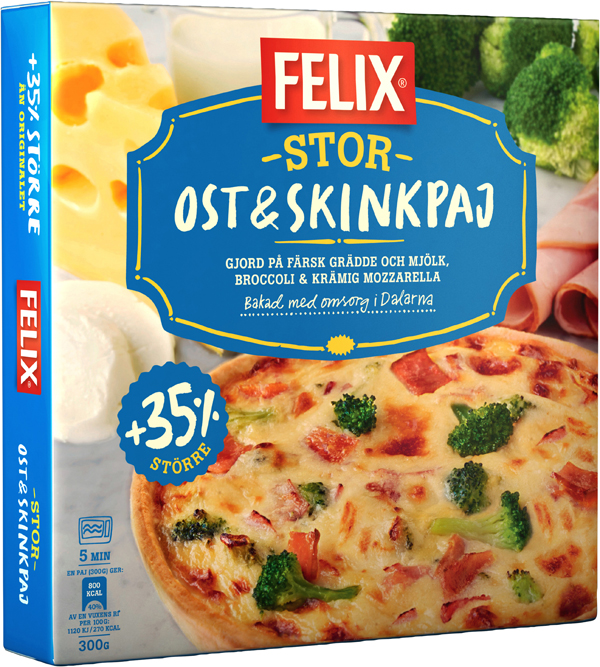 FELIX®
-STOR-
OST & SKINKPAJ
GJORD PÅ FÄRSK GRÄDDE OCH MJÖLK,
BROCCOLI & KRÄMIG MOZZARELLA
Bakad med omsorg i Dalarna
+35%
STÖRRE
5 MIN
EN PAJ (300G) GER:
800
KCAL
40%
AV EN VUXENS RI*
PER 100G:
1120 KJ / 270 KCAL
300G
+35% STÖRRE
ÄN ORIGINALET
FELIX®
-STOR-
OST & SKINKPAJ